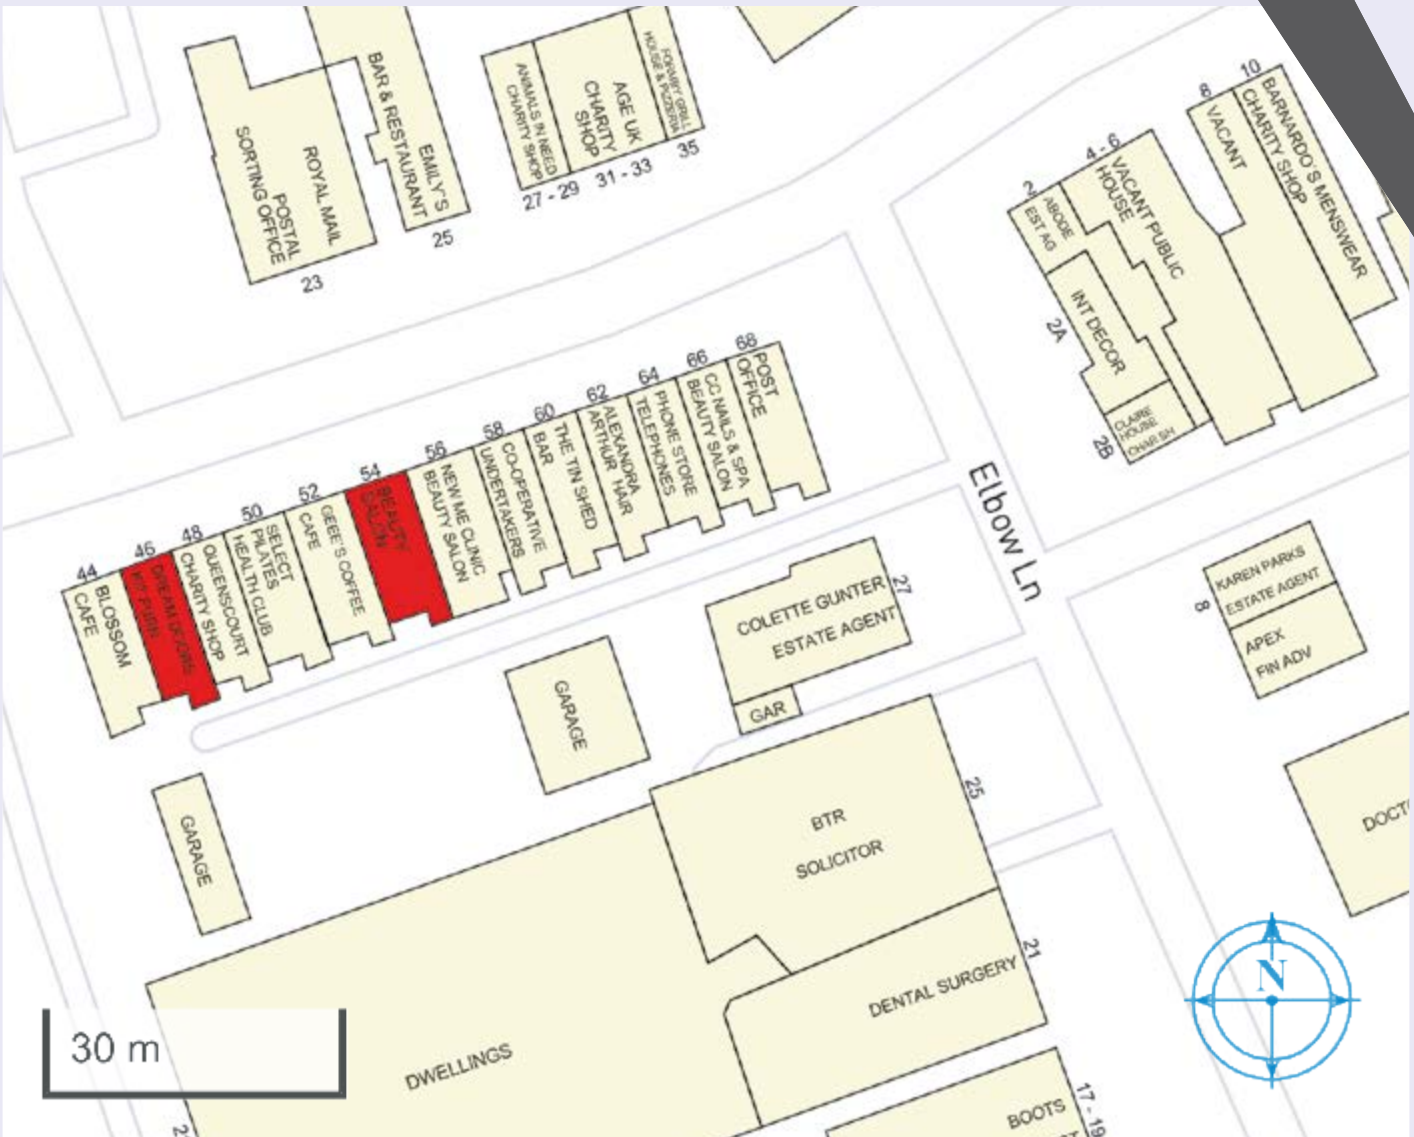 BAR & RESTAURANT
EMILY'S
25
ROYAL MAIL
POSTAL
SORTING OFFICE
23
ANIMALS IN NEED
CHARITY SHOP
27 - 29
AGE UK
CHARITY
SHOP
31 - 33
FORMBY GRILL
HOUSE & PIZZERIA
35
2
ABODE
EST AG
4 - 6
VACANT PUBLIC
HOUSE
8
VACANT
10
BARNARDO'S MENSWEAR
CHARITY SHOP
2A
INT DECOR
2B
CLAIRE
HOUSE
CHAR SH
44
BLOSSOM
CAFE
46
DREAM DOORS
48
QUEENSCOURT
CHARITY SHOP
50
SELECT
PILATES
HEALTH CLUB
52
GEEE'S COFFEE
CAFE
54
BEAUTY
SALON
56
NEW ME CLINIC
BEAUTY SALON
58
CO-OPERATIVE
UNDERTAKERS
60
THE TIN SHED
BAR
62
ALEXANDRA
ARTHUR HAIR
64
PHONE STORE
TELEPHONES
66
CC NAILS & SPA
BEAUTY SALON
68
POST
OFFICE
Elbow Ln
COLETTE GUNTER
ESTATE AGENT
27
GAR
GARAGE
GARAGE
8
KAREN PARKS
ESTATE AGENT
APEX
FIN ADV
BTR
SOLICITOR
25
DOCT
DENTAL SURGERY
21
DWELLINGS
BOOTS
17 - 19
N
30 m